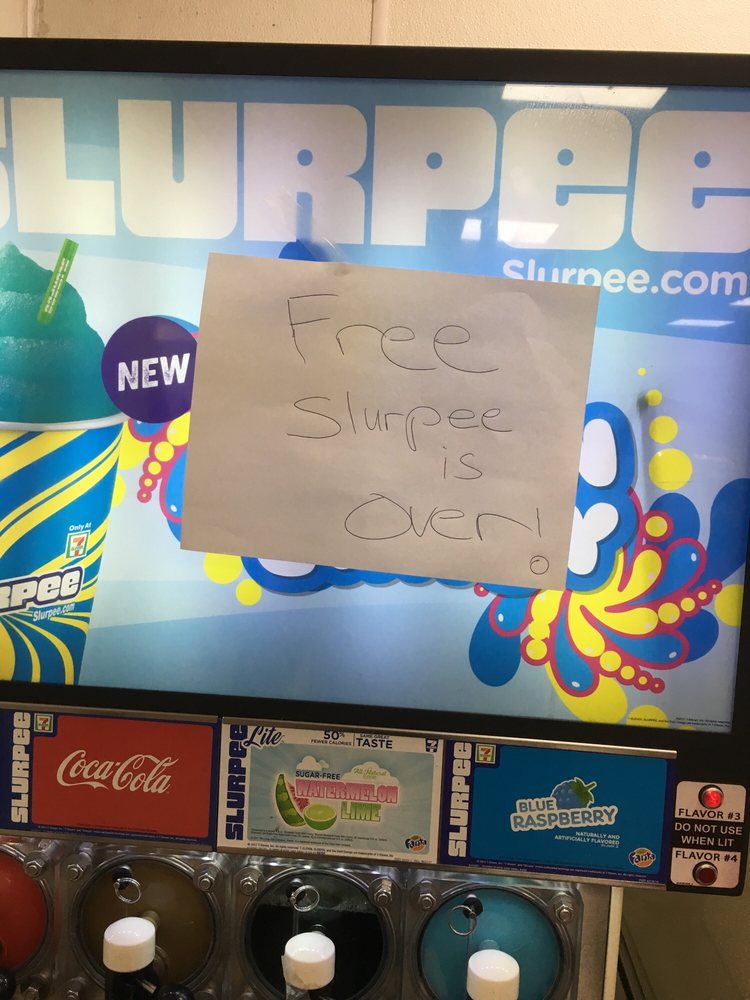 SLURPEE
Slurpee.com
NEW
Free
Slurpee
is
Over!
Only At
Slurpee.com
SLURPEE
Coca-Cola
SLURPEE Lite
50%
FEWER CALORIES
SAME GREAT
TASTE
SUGAR-FREE
WATERMELON
LIME
Fanta
SLURPEE
BLUE
RASPBERRY
NATURALLY AND
ARTIFICIALLY FLAVORED
Fanta
FLAVOR #3
DO NOT USE
WHEN LIT
FLAVOR #4